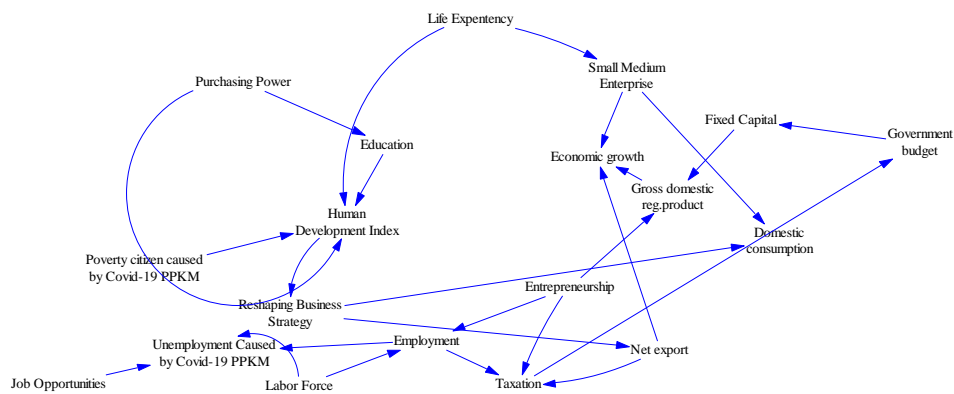 Life Expentency
Small Medium
Enterprise
Purchasing Power
Fixed Capital
Government
budget
Education
Economic growth
Gross domestic
reg.product
Human
Development Index
Domestic
consumption
Poverty citizen caused
by Covid-19 PPKM
Entrepreneurship
Reshaping Business
Strategy
Unemployment Caused
by Covid-19 PPKM
Employment
Net export
Job Opportunities
Labor Force
Taxation